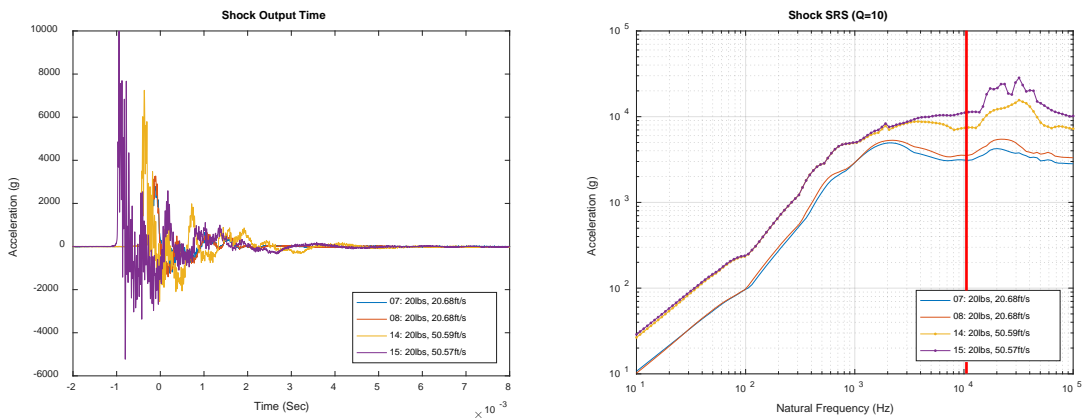 Shock Output Time
10000
8000
6000
4000
2000
0
-2000
-4000
-6000
Acceleration (g)
-2 -1 0 1 2 3 4 5 6 7 8
Time (Sec)
× 10 -3
07: 20lbs, 20.68ft/s
08: 20lbs, 20.68ft/s
14: 20lbs, 50.59ft/s
15: 20lbs, 50.57ft/s
Shock SRS (Q=10)
10 5
10 4
10 3
10 2
10 1
Acceleration (g)
10 1 10 2 10 3 10 4 10 5
Natural Frequency (Hz)
07: 20lbs, 20.68ft/s
08: 20lbs, 20.68ft/s
14: 20lbs, 50.59ft/s
15: 20lbs, 50.57ft/s